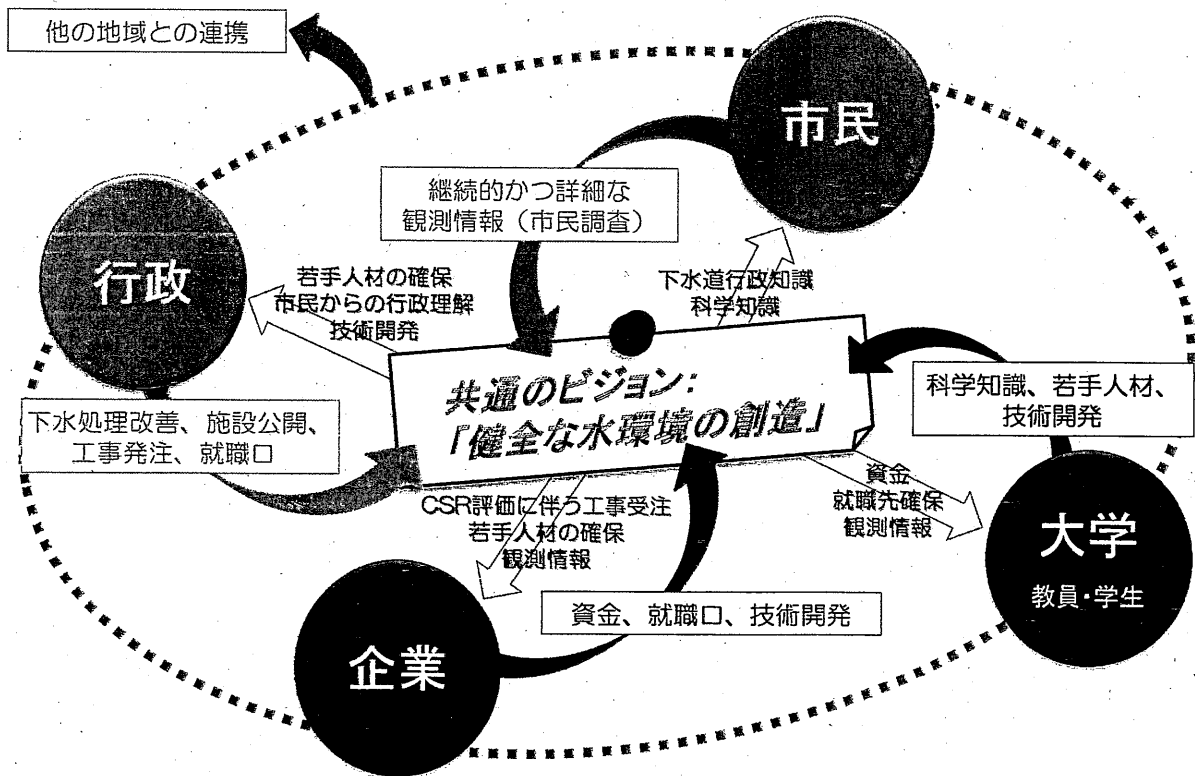 他の地域との連携
市民
継続的かつ詳細な
観測情報（市民調査）
行政
若手人材の確保
市民からの行政理解
技術開発
下水道行政知識
科学知識
共通のビジョン：
「健全な水環境の創造」
科学知識、若手人材、
技術開発
下水処理改善、施設公開、
工事発注、就職口
CSR評価に伴う工事受注
若手人材の確保
観測情報
資金
就職先確保
観測情報
大学
教員・学生
資金、就職口、技術開発
企業